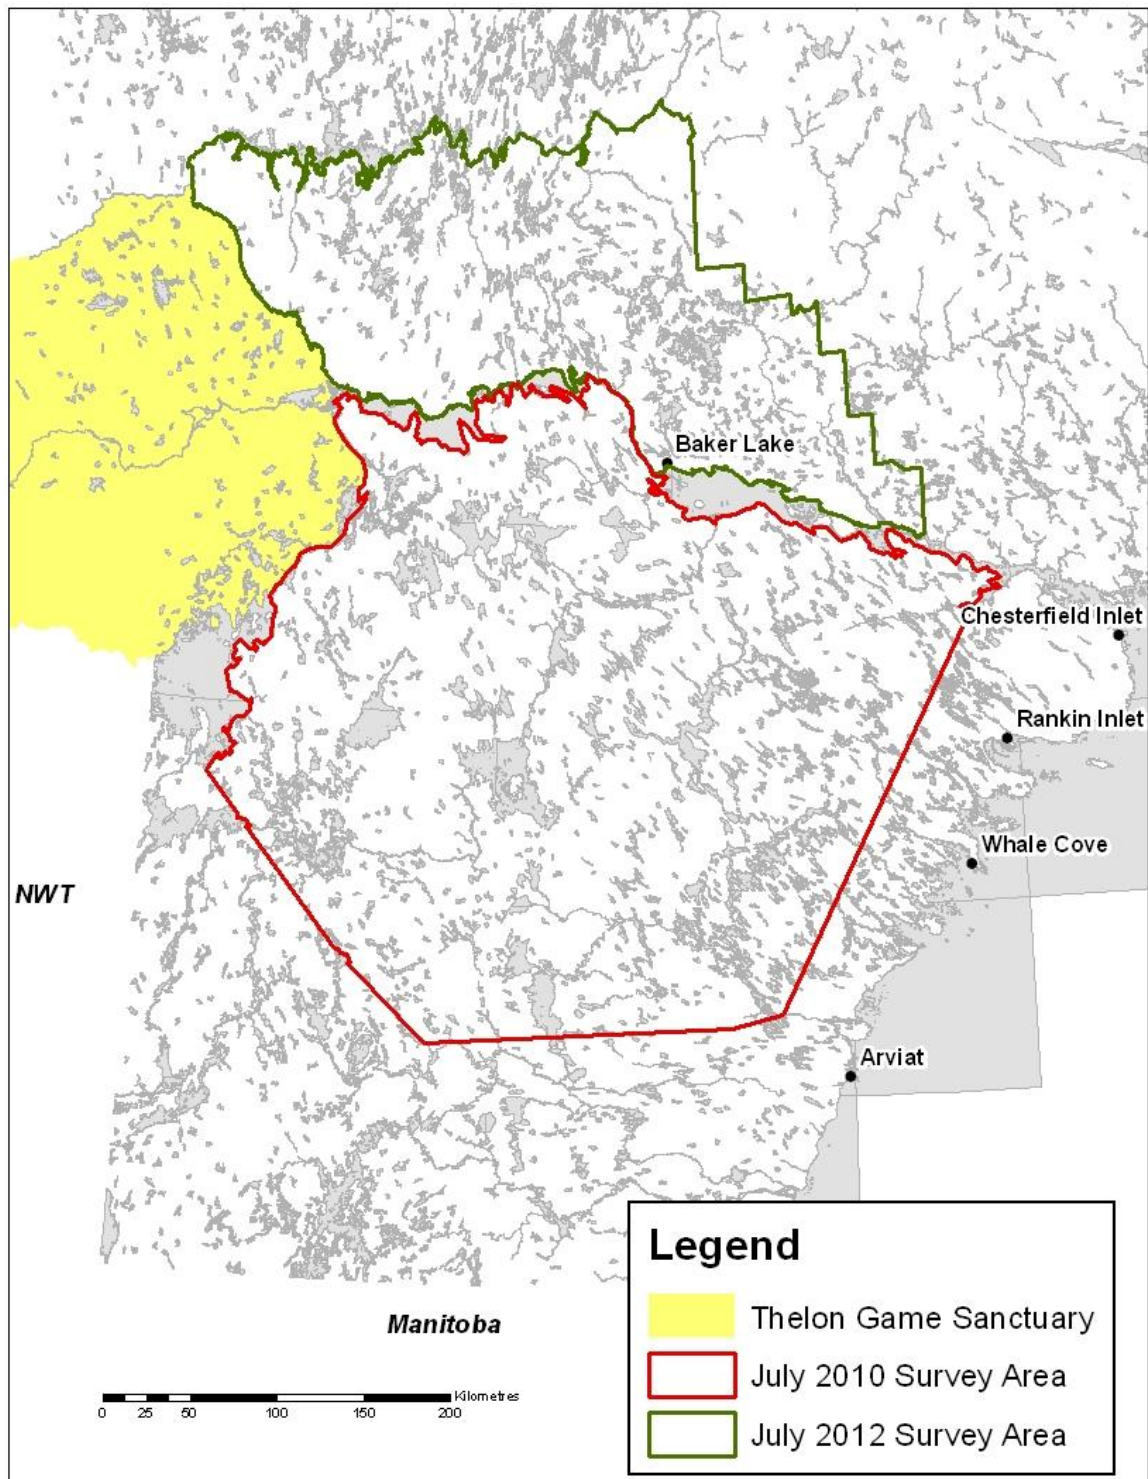 Baker Lake
Chesterfield Inlet
Rankin Inlet
Whale Cove
NWT
Arviat
Manitoba
Kilometres
0 25 50 100 150 200
Legend
Thelon Game Sanctuary
July 2010 Survey Area
July 2012 Survey Area